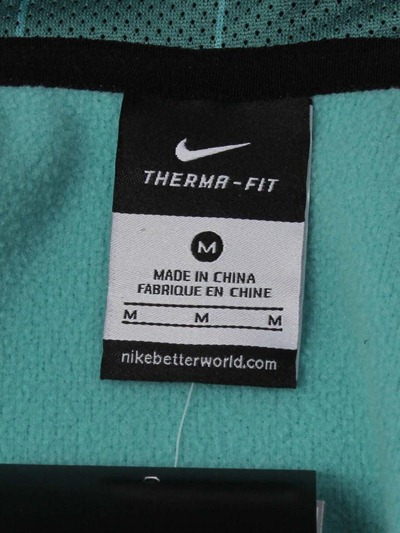 THERMA-FIT
M
MADE IN CHINA
FABRIQUE EN CHINE
M M M
nikebetterworld.com